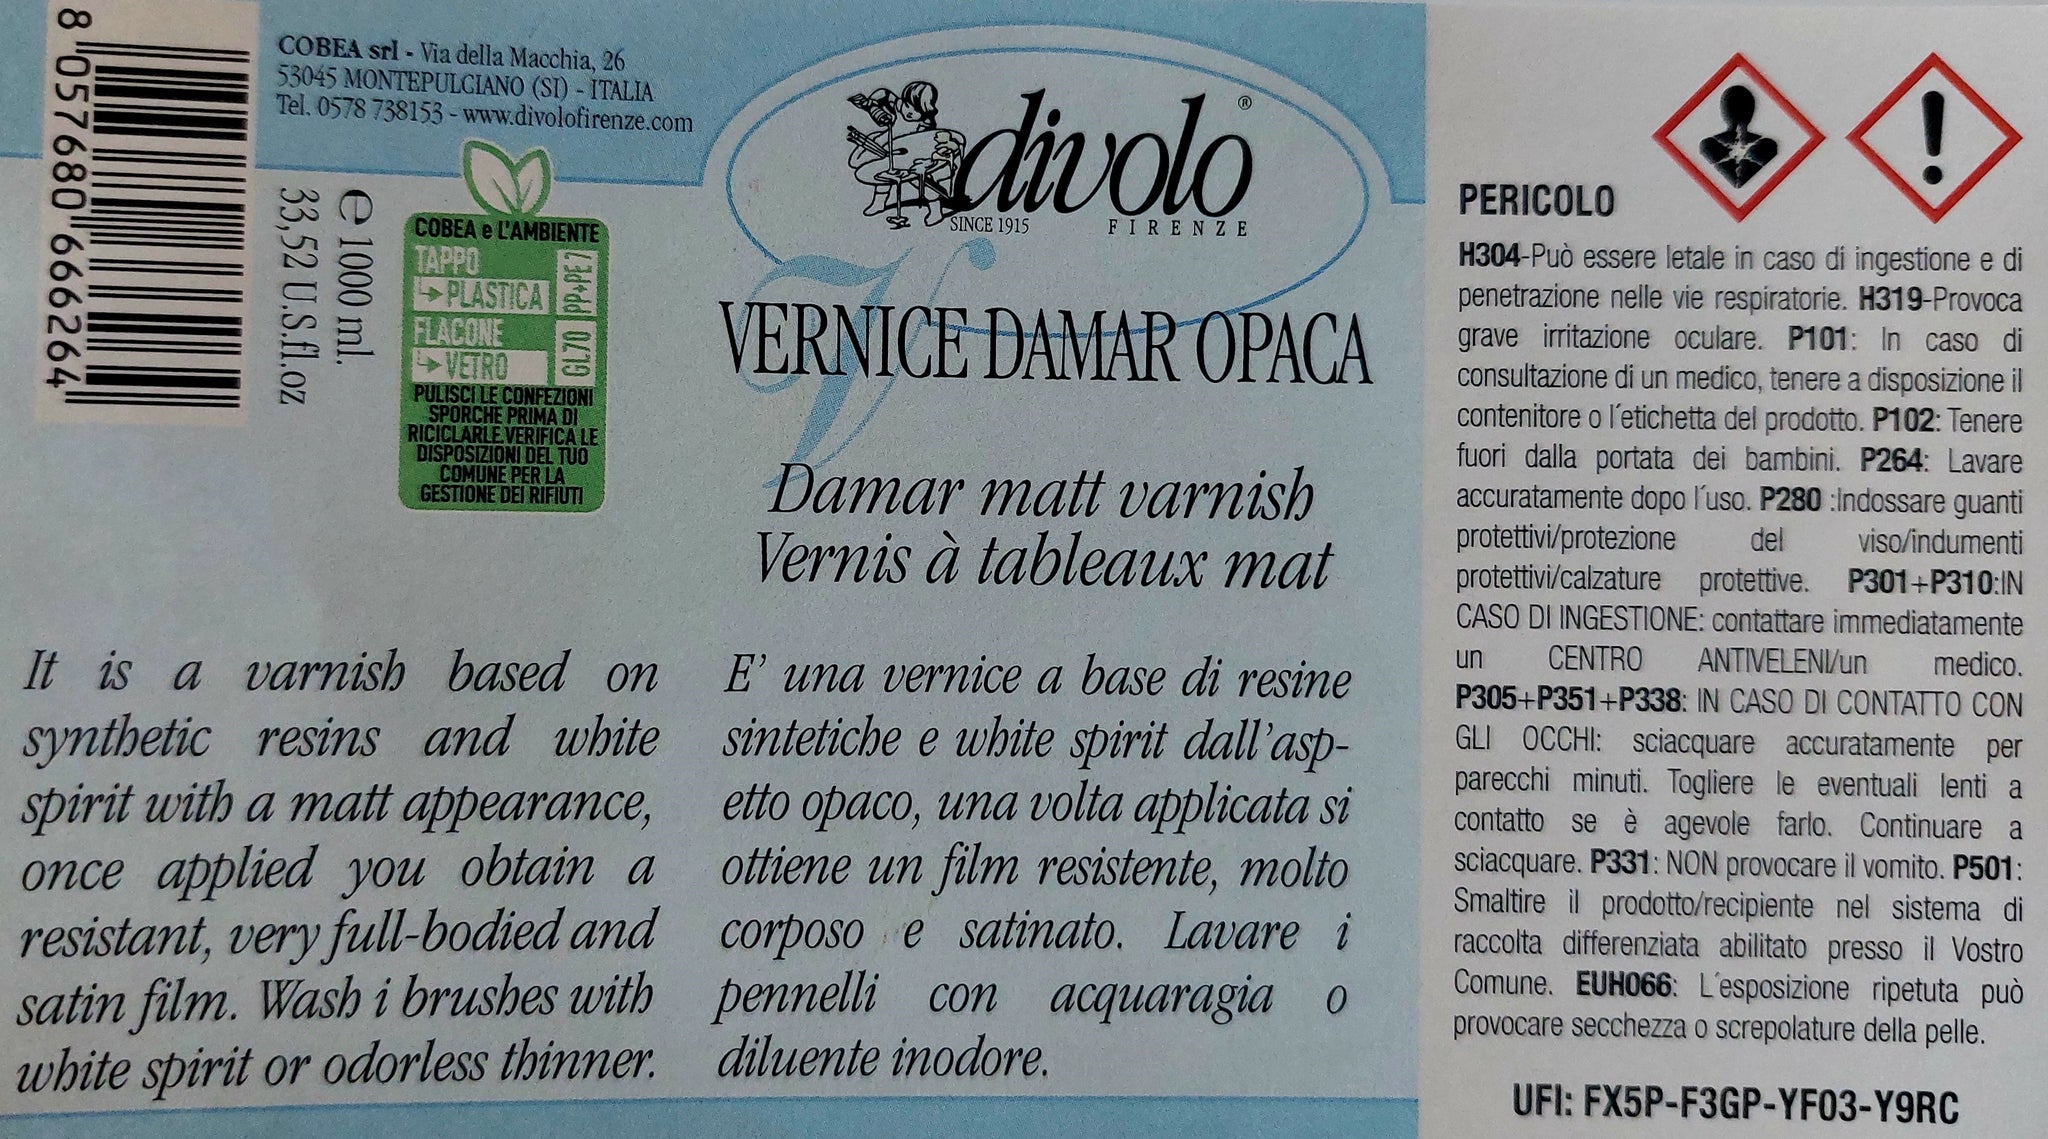 8 057680 666264
COBEA srl - Via della Macchia, 26
53045 MONTEPULCIANO (SI) - ITALIA
Tel. 0578 738153 - www.divolofirenze.com
e 1000 ml.
33,52 U.S.fl.oz
COBEA e L'AMBIENTE
TAPPO
PLASTICA
PP+PE 7
FLACONE
VETRO
GL70
PULISCI LE CONFEZIONI
SPORCHE PRIMA DI
RICICLARLE.VERIFICA LE
DISPOSIZIONI DEL TUO
COMUNE PER LA
GESTIONE DEI RIFIUTI
It is a varnish based on
synthetic resins and white
spirit with a matt appearance,
once applied you obtain a
resistant, very full-bodied and
satin film. Wash i brushes with
white spirit or odorless thinner.
divolo ®
SINCE 1915 FIRENZE
V
VERNICE DAMAR OPACA
Damar matt varnish
Vernis à tableaux mat
E' una vernice a base di resine
sintetiche e white spirit dall'asp-
etto opaco, una volta applicata si
ottiene un film resistente, molto
corposo e satinato. Lavare i
pennelli con acquaragia o
diluente inodore.
PERICOLO
H304-Può essere letale in caso di ingestione e di
penetrazione nelle vie respiratorie. H319-Provoca
grave irritazione oculare. P101: In caso di
consultazione di un medico, tenere a disposizione il
contenitore o l´etichetta del prodotto. P102: Tenere
fuori dalla portata dei bambini. P264: Lavare
accuratamente dopo l´uso. P280 :Indossare guanti
protettivi/protezione del viso/indumenti
protettivi/calzature protettive. P301+P310:IN
CASO DI INGESTIONE: contattare immediatamente
un CENTRO ANTIVELENI/un medico.
P305+P351+P338: IN CASO DI CONTATTO CON
GLI OCCHI: sciacquare accuratamente per
parecchi minuti. Togliere le eventuali lenti a
contatto se è agevole farlo. Continuare a
sciacquare. P331: NON provocare il vomito. P501:
Smaltire il prodotto/recipiente nel sistema di
raccolta differenziata abilitato presso il Vostro
Comune. EUH066: L´esposizione ripetuta può
provocare secchezza o screpolature della pelle.
UFI: FX5P-F3GP-YF03-Y9RC